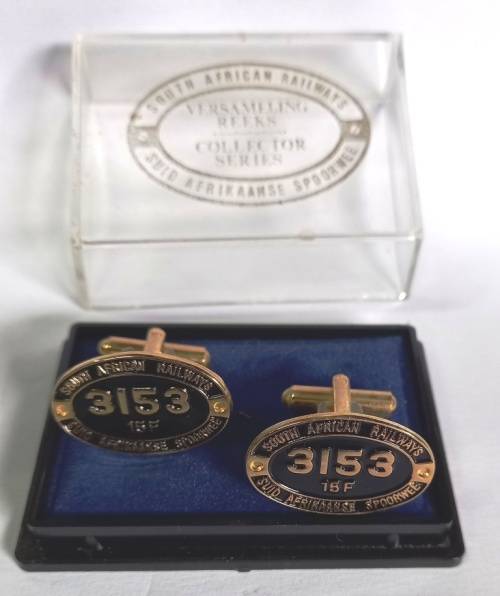 SOUTH AFRICAN RAILWAYS
VERSAMELING
REEKS
COLLECTOR
SERIES
SUID AFRIKAANSE SPOORWEE
SOUTH AFRICAN RAILWAYS
3153
15F
SUID AFRIKAANSE SPOORWEE
SOUTH AFRICAN RAILWAYS
3153
15F
SUID AFRIKAANSE SPOORWEE